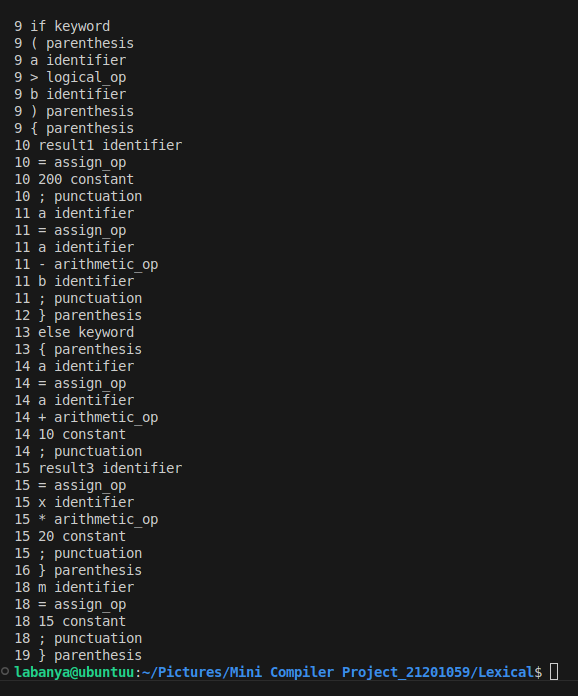 9 if keyword
9 ( parenthesis
9 a identifier
9 > logical_op
9 b identifier
9 ) parenthesis
9 { parenthesis
10 result1 identifier
10 = assign_op
10 200 constant
10 ; punctuation
11 a identifier
11 = assign_op
11 a identifier
11 - arithmetic_op
11 b identifier
11 ; punctuation
12 } parenthesis
13 else keyword
13 { parenthesis
14 a identifier
14 = assign_op
14 a identifier
14 + arithmetic_op
14 10 constant
14 ; punctuation
15 result3 identifier
15 = assign_op
15 x identifier
15 * arithmetic_op
15 20 constant
15 ; punctuation
16 } parenthesis
18 m identifier
18 = assign_op
18 15 constant
18 ; punctuation
19 } parenthesis
labanya@ubuntuu:~/Pictures/Mini Compiler Project_21201059/Lexical$